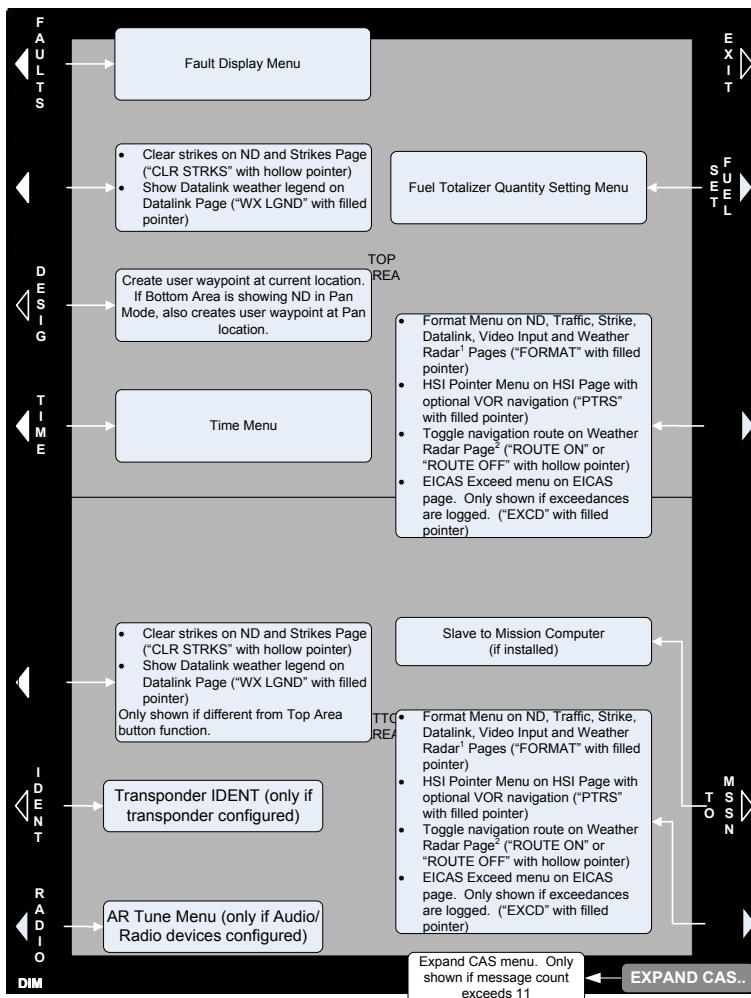 FAULTS
EXIT
Fault Display Menu
• Clear strikes on ND and Strikes Page
("CLR STRKS" with hollow pointer)
• Show Datalink weather legend on
Datalink Page ("WX LGND" with filled
pointer)
Fuel Totalizer Quantity Setting Menu
SET
FUEL
TOP
REA
DESIG
Create user waypoint at current location.
If Bottom Area is showing ND in Pan
Mode, also creates user waypoint at Pan
location.
• Format Menu on ND, Traffic, Strike,
Datalink, Video Input and Weather
Radar¹ Pages ("FORMAT" with filled
pointer)
• HSI Pointer Menu on HSI Page with
optional VOR navigation ("PTRS"
with filled pointer)
• Toggle navigation route on Weather
Radar Page² ("ROUTE ON" or
"ROUTE OFF" with hollow pointer)
• EICAS Exceed menu on EICAS
page. Only shown if exceedances
are logged. ("EXCD" with filled
pointer)
TIME
Time Menu
• Clear strikes on ND and Strikes Page
("CLR STRKS" with hollow pointer)
• Show Datalink weather legend on
Datalink Page ("WX LGND" with filled
pointer)
Only shown if different from Top Area
button function.
Slave to Mission Computer
(if installed)
TTO
REA
• Format Menu on ND, Traffic, Strike,
Datalink, Video Input and Weather
Radar¹ Pages ("FORMAT" with filled
pointer)
• HSI Pointer Menu on HSI Page with
optional VOR navigation ("PTRS"
with filled pointer)
• Toggle navigation route on Weather
Radar Page² ("ROUTE ON" or
"ROUTE OFF" with hollow pointer)
• EICAS Exceed menu on EICAS
page. Only shown if exceedances
are logged. ("EXCD" with filled
pointer)
IDENT
Transponder IDENT (only if
transponder configured)
TO
MSSN
RADIO
AR Tune Menu (only if Audio/
Radio devices configured)
DIM
Expand CAS menu. Only
shown if message count
exceeds 11
EXPAND CAS..